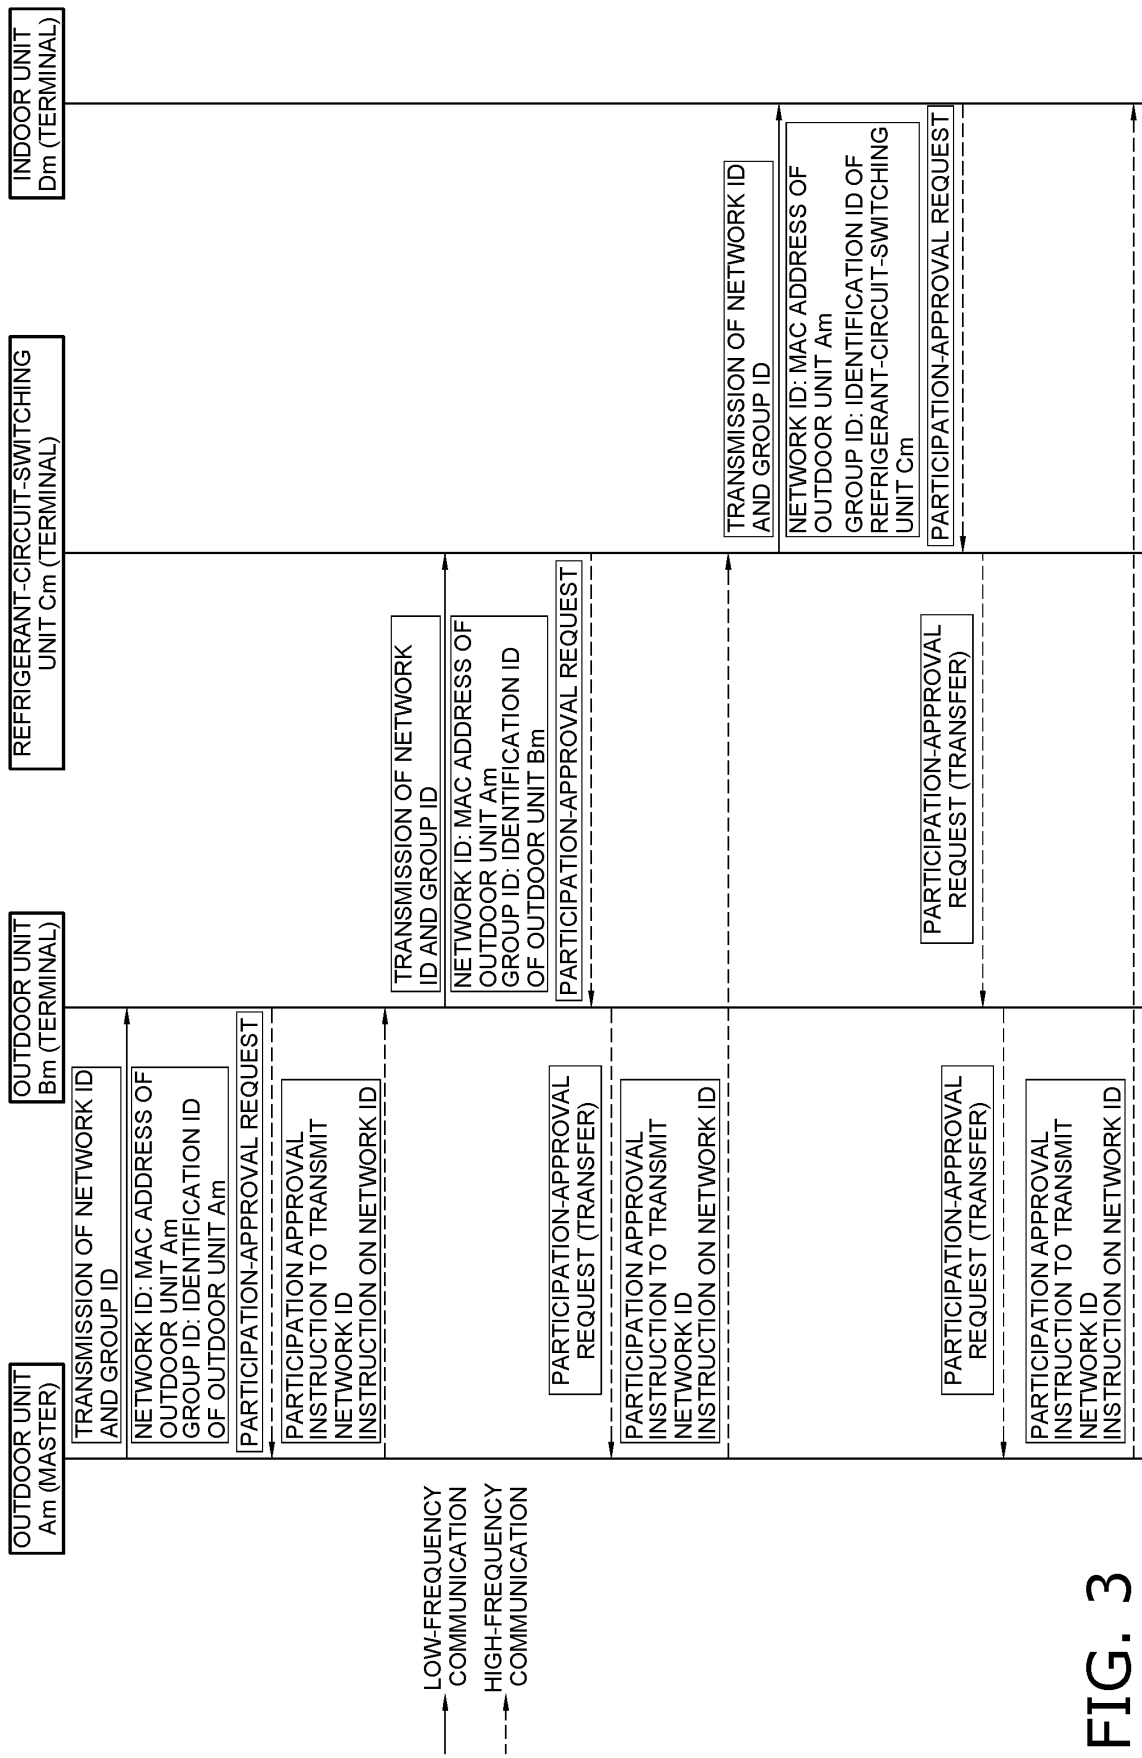 OUTDOOR UNIT
Am (MASTER)
OUTDOOR UNIT
Bm (TERMINAL)
REFRIGERANT-CIRCUIT-SWITCHING
UNIT Cm (TERMINAL)
INDOOR UNIT
Dm (TERMINAL)
TRANSMISSION OF NETWORK ID
AND GROUP ID
NETWORK ID: MAC ADDRESS OF
OUTDOOR UNIT Am
GROUP ID: IDENTIFICATION ID
OF OUTDOOR UNIT Am
PARTICIPATION-APPROVAL REQUEST
PARTICIPATION APPROVAL
INSTRUCTION TO TRANSMIT
NETWORK ID
INSTRUCTION ON NETWORK ID
TRANSMISSION OF NETWORK
ID AND GROUP ID
NETWORK ID: MAC ADDRESS OF
OUTDOOR UNIT Am
GROUP ID: IDENTIFICATION ID
OF OUTDOOR UNIT Bm
PARTICIPATION-APPROVAL REQUEST
PARTICIPATION-APPROVAL
REQUEST (TRANSFER)
PARTICIPATION APPROVAL
INSTRUCTION TO TRANSMIT
NETWORK ID
INSTRUCTION ON NETWORK ID
TRANSMISSION OF NETWORK ID
AND GROUP ID
NETWORK ID: MAC ADDRESS OF
OUTDOOR UNIT Am
GROUP ID: IDENTIFICATION ID OF
REFRIGERANT-CIRCUIT-SWITCHING
UNIT Cm
PARTICIPATION-APPROVAL REQUEST
PARTICIPATION-APPROVAL
REQUEST (TRANSFER)
PARTICIPATION-APPROVAL
REQUEST (TRANSFER)
PARTICIPATION APPROVAL
INSTRUCTION TO TRANSMIT
NETWORK ID
INSTRUCTION ON NETWORK ID
LOW-FREQUENCY
COMMUNICATION
HIGH-FREQUENCY
COMMUNICATION
FIG. 3